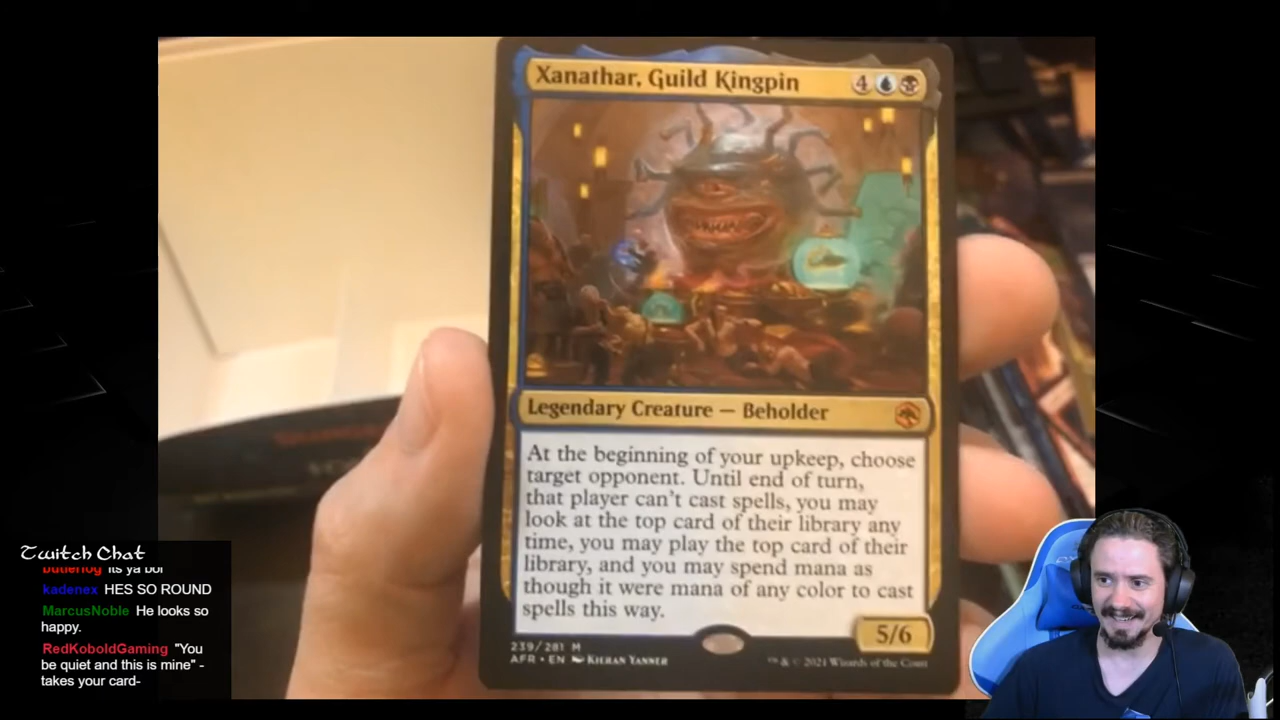 Xanathar, Guild Kingpin 4
Legendary Creature — Beholder
At the beginning of your upkeep, choose
target opponent. Until end of turn,
that player can't cast spells, you may
look at the top card of their library any
time, you may play the top card of their
library, and you may spend mana as
though it were mana of any color to cast
spells this way.
5/6
239/281 M
AFR • EN KIERAN YANNER
™ & © 2021 Wizards of the Coast
Twitch Chat
butlerfog Its ya boi
kadenex HES SO ROUND
MarcusNoble He looks so
happy.
RedKoboldGaming "You
be quiet and this is mine" -
takes your card-